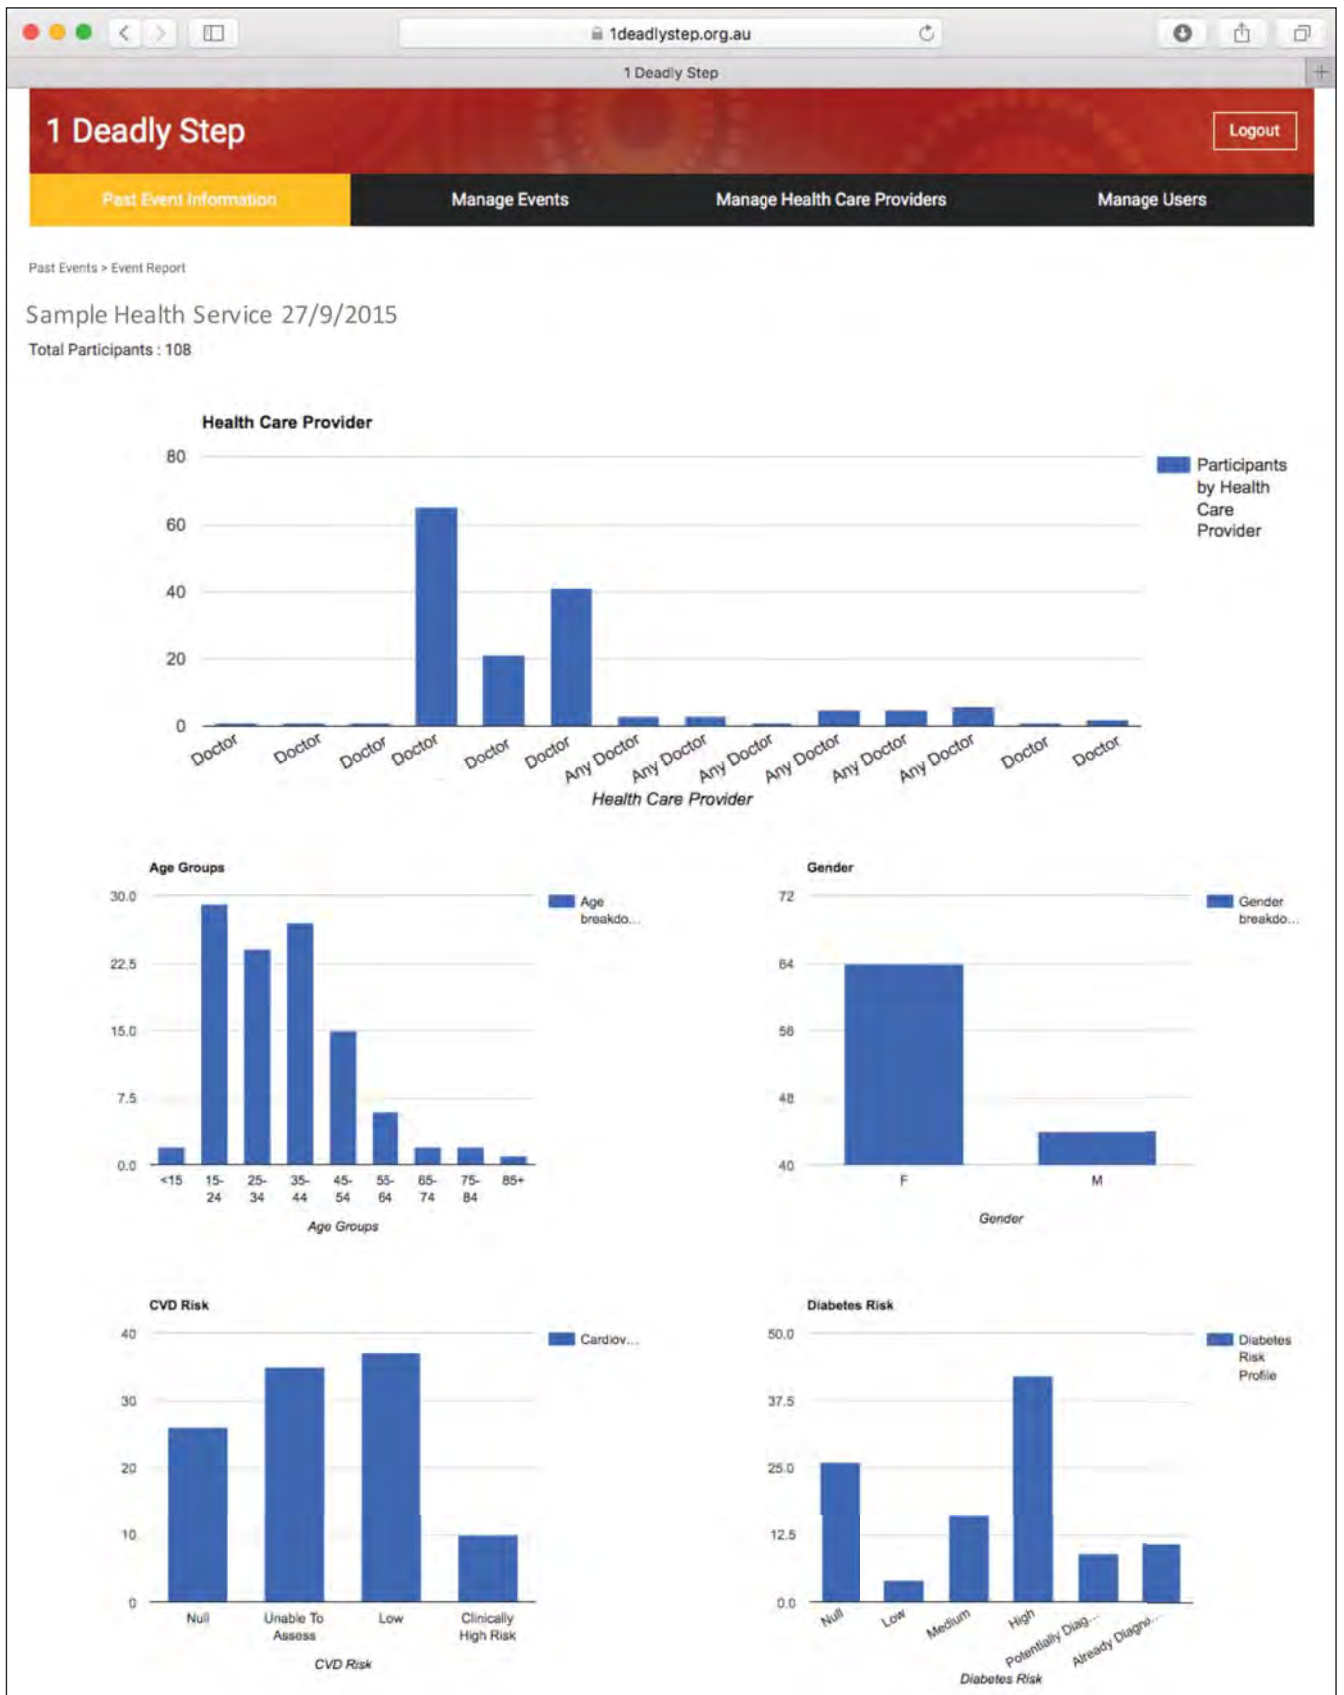 1deadlystep.org.au
1 Deadly Step
1 Deadly Step
Logout
Past Event Information
Manage Events
Manage Health Care Providers
Manage Users
Past Events > Event Report
Sample Health Service 27/9/2015
Total Participants : 108
Health Care Provider
80
60
40
20
0
Participants
by Health
Care
Provider
Doctor
Doctor
Doctor
Doctor
Doctor
Doctor
Any Doctor
Any Doctor
Any Doctor
Any Doctor
Any Doctor
Any Doctor
Doctor
Doctor
Health Care Provider
Age Groups
30.0
22.5
15.0
7.5
0.0
Age
breakdo...
<15
15-
24
25-
34
35-
44
45-
54
55-
64
65-
74
75-
84
85+
Age Groups
Gender
72
64
56
48
40
Gender
breakdo...
F
M
Gender
CVD Risk
40
30
20
10
0
Cardiov...
Null
Unable To
Assess
Low
Clinically
High Risk
CVD Risk
Diabetes Risk
50.0
37.5
25.0
12.5
0.0
Diabetes
Risk
Profile
Null
Low
Medium
High
Potentially Diag...
Already Diagno...
Diabetes Risk